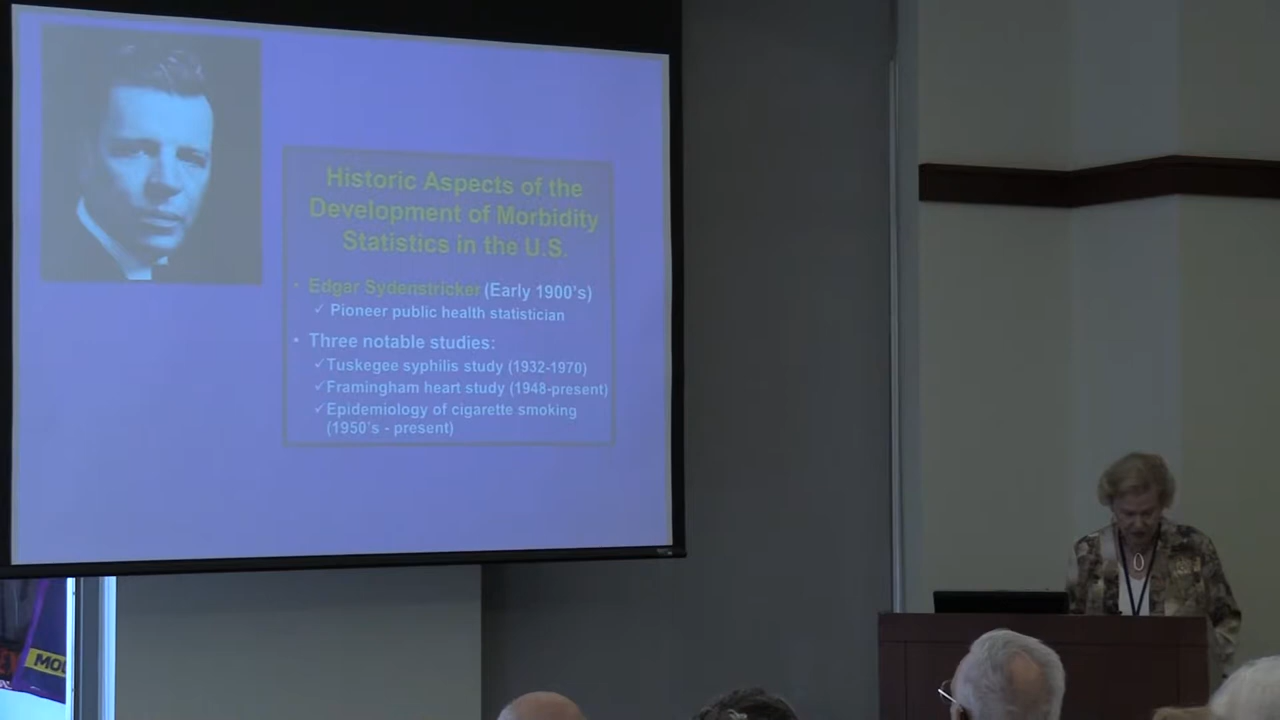 Historic Aspects of the
Development of Morbidity
Statistics in the U.S.
• Edgar Sydenstricker (Early 1900's)
✓ Pioneer public health statistician
• Three notable studies:
✓Tuskegee syphilis study (1932-1970)
✓Framingham heart study (1948-present)
✓Epidemiology of cigarette smoking
(1950's - present)